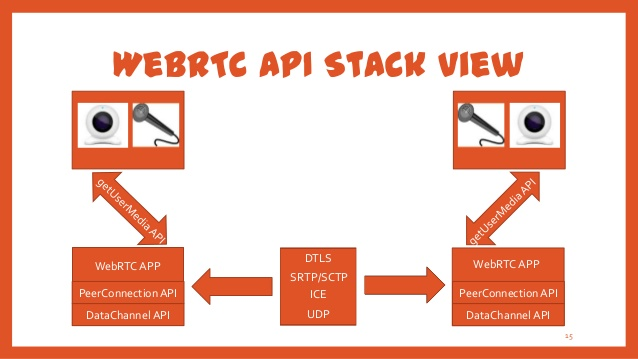 WEBRTC API STACK VIEW
getUserMedia API
getUserMedia API
WebRTC APP
PeerConnection API
DataChannel API
DTLS
SRTP/SCTP
ICE
UDP
WebRTC APP
PeerConnection API
DataChannel API
15